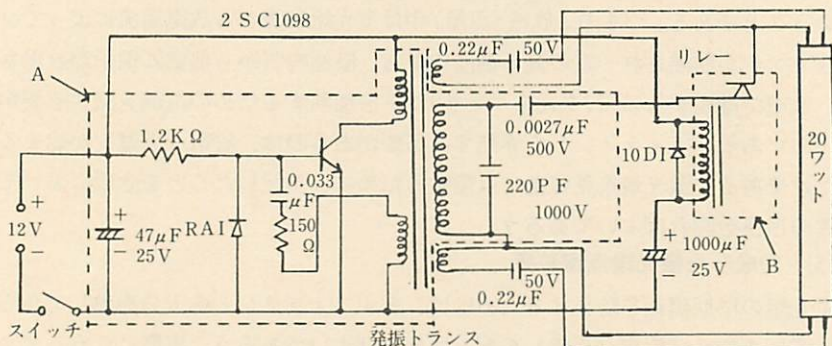 2SC1098
A
0.22μF
50V
リレー
1.2KΩ
0.0027μF
500V
10DI
20
ワット
0.033
μF
150
Ω
220PF
1000V
12V
+
−
+
−
47μF
25V
RAI
+
1000μF
25V
B
50V
0.22μF
スイッチ
発振トランス